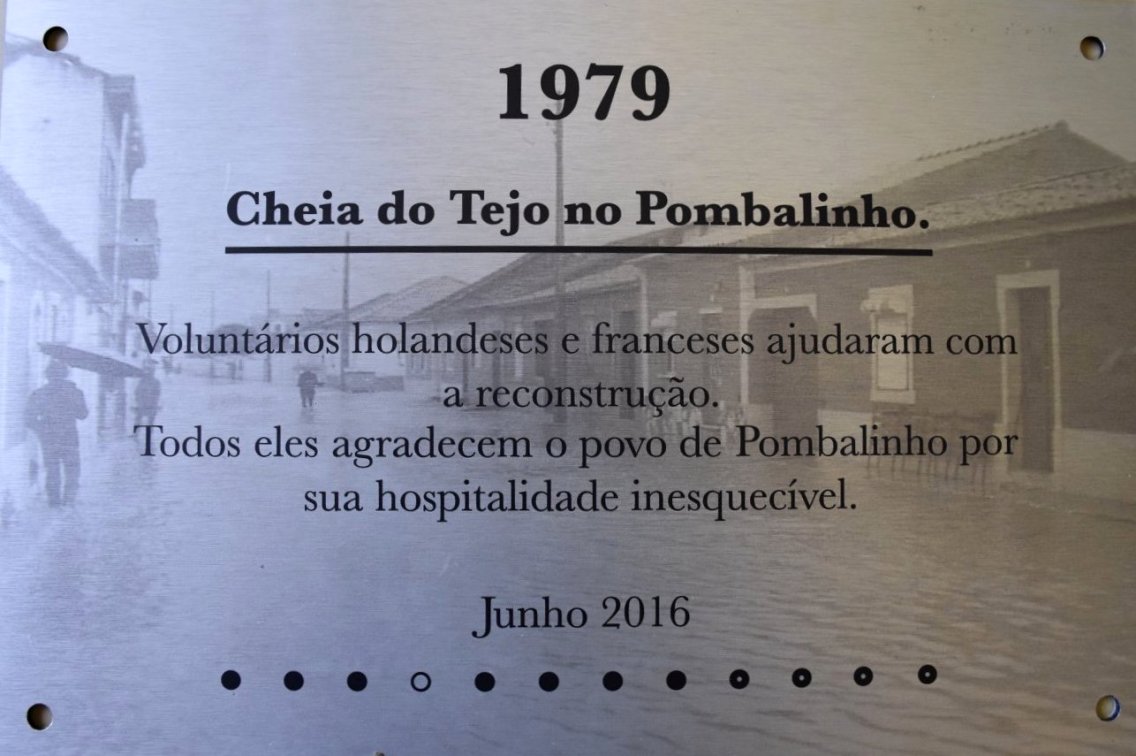 1979
Cheia do Tejo no Pombalinho.
Voluntários holandeses e franceses ajudaram com
a reconstrução.
Todos eles agradecem o povo de Pombalinho por
sua hospitalidade inesquecível.
Junho 2016